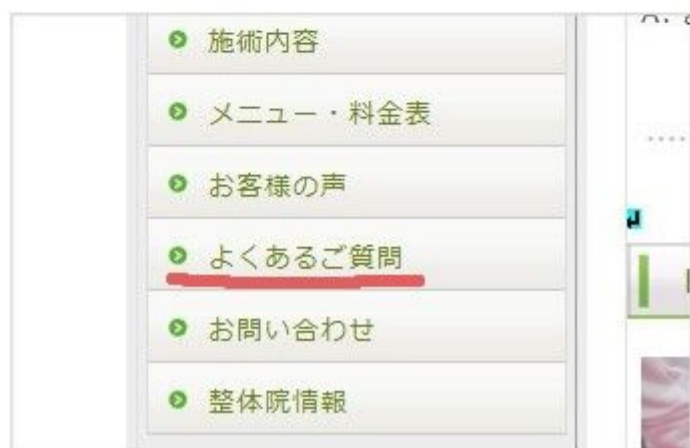 施術内容
メニュー・料金表
お客様の声
よくあるご質問
お問い合わせ
整体院情報